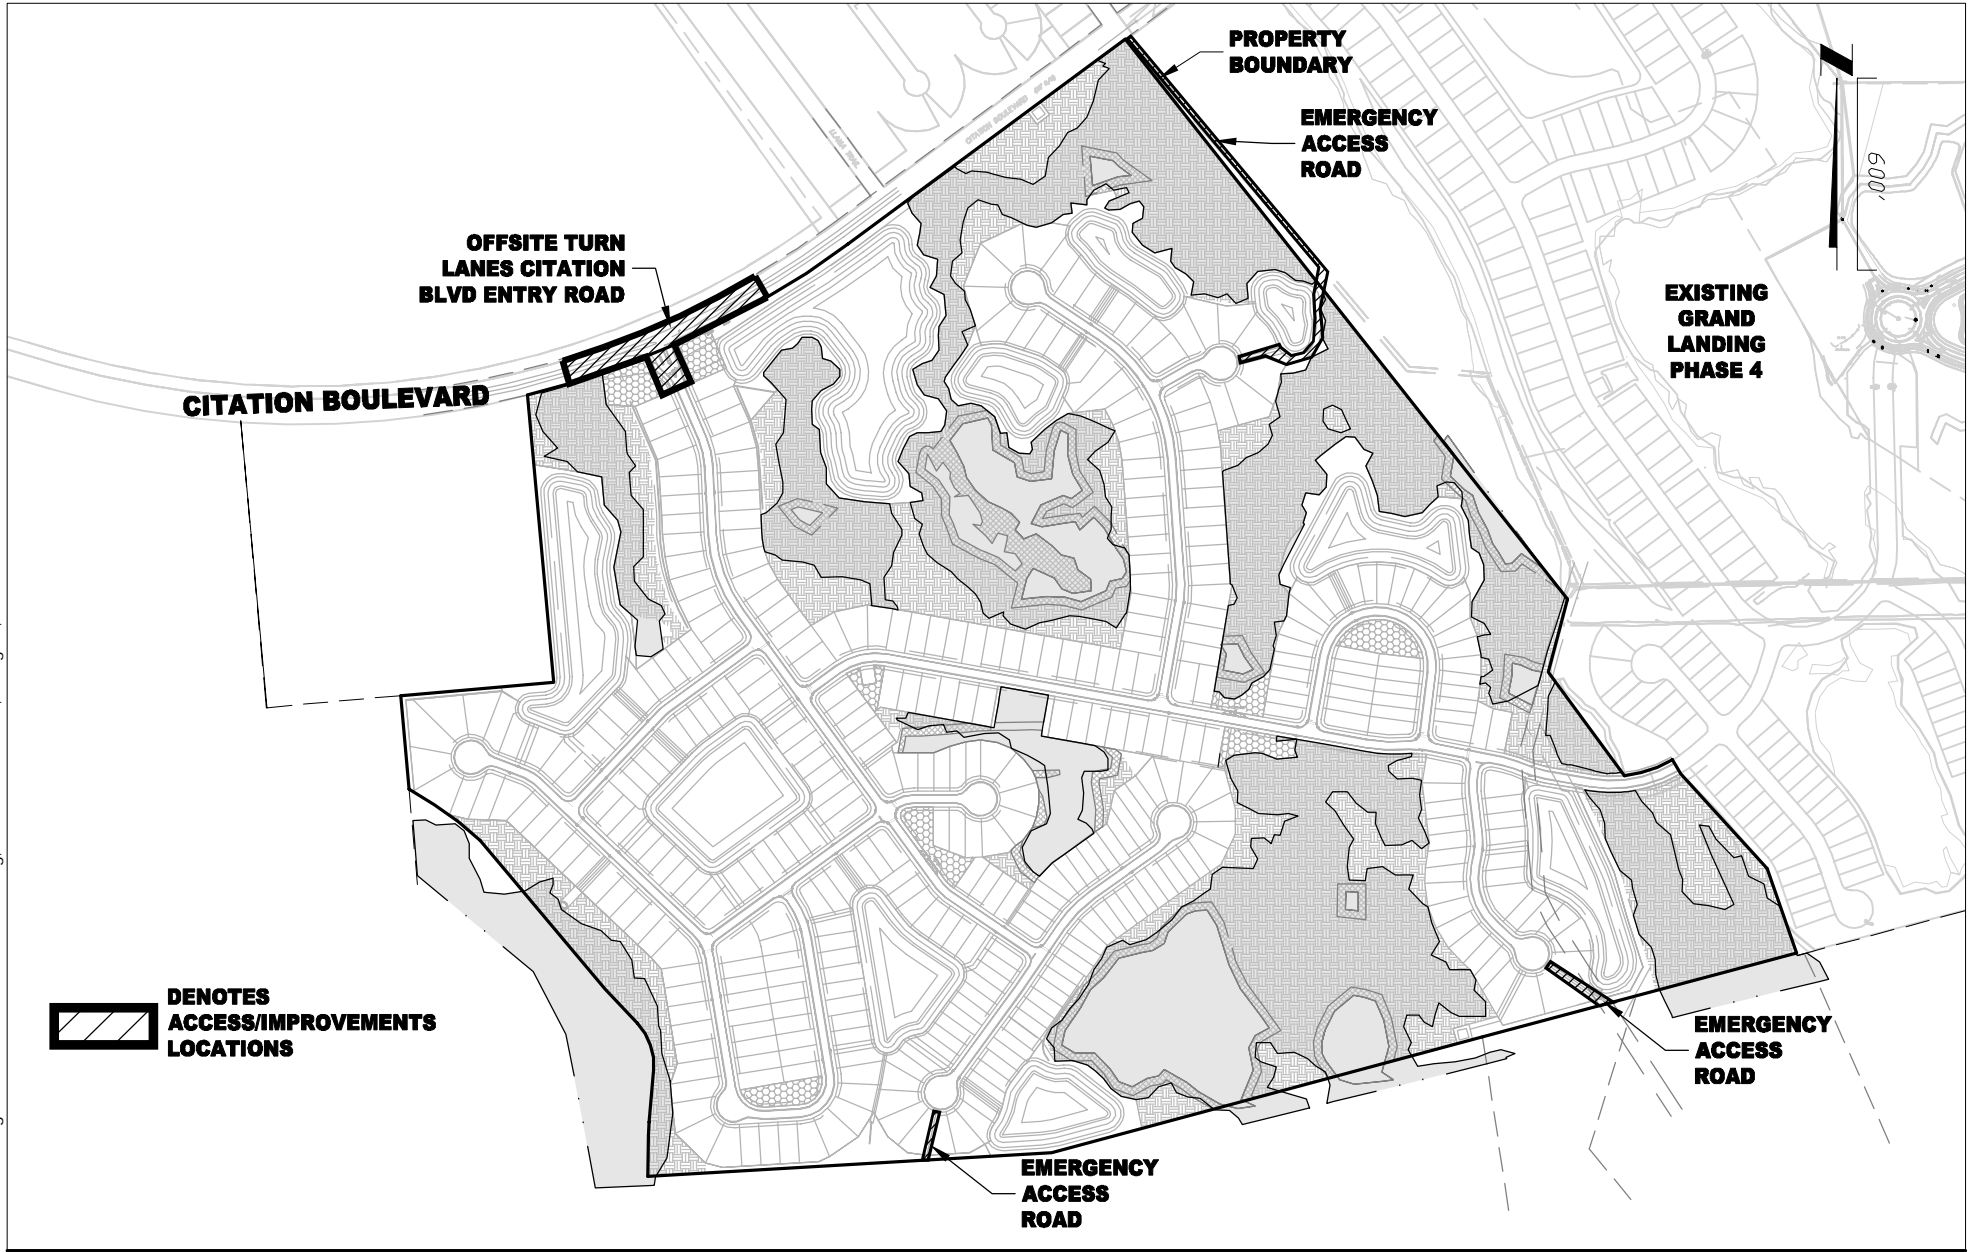 PROPERTY
BOUNDARY
EMERGENCY
ACCESS
ROAD
600'
OFFSITE TURN
LANES CITATION
BLVD ENTRY ROAD
EXISTING
GRAND
LANDING
PHASE 4
CITATION BOULEVARD
DENOTES
ACCESS/IMPROVEMENTS
LOCATIONS
EMERGENCY
ACCESS
ROAD
EMERGENCY
ACCESS
ROAD